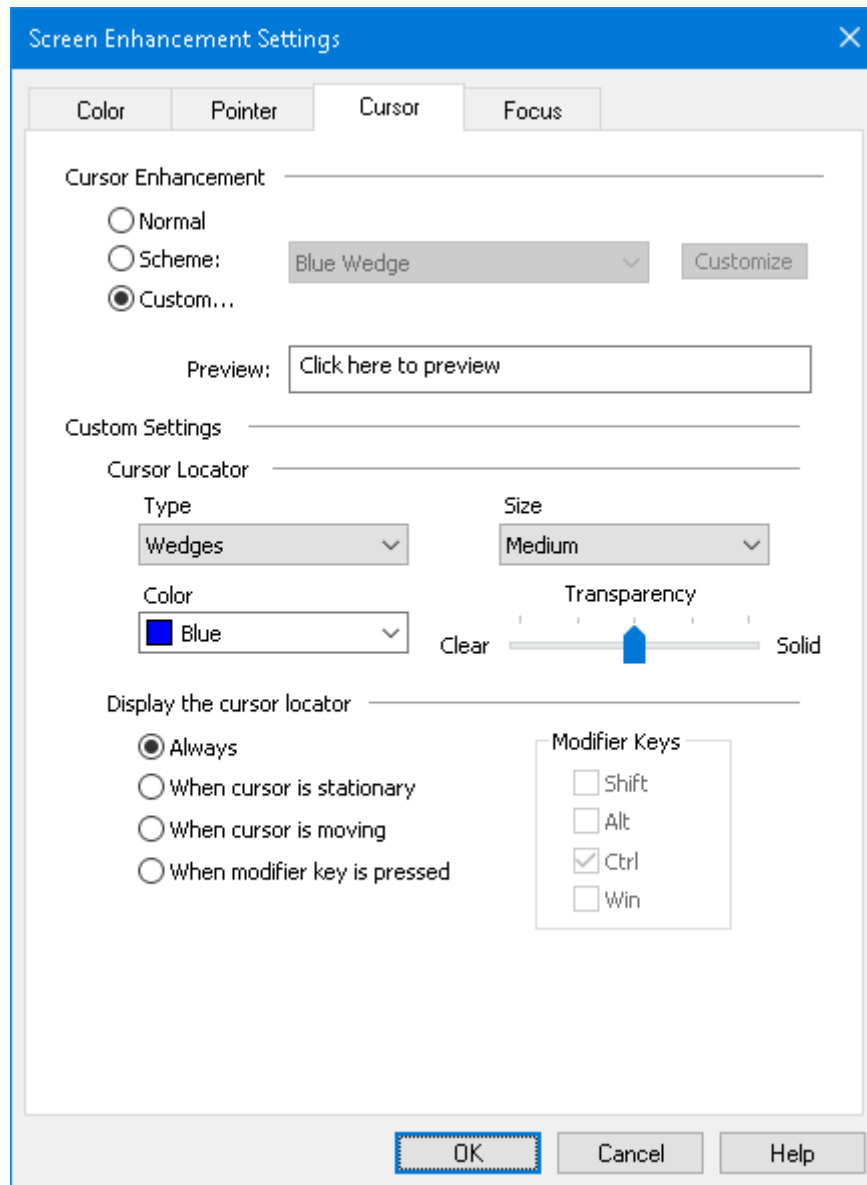 Screen Enhancement Settings
Color Pointer Cursor Focus
Cursor Enhancement
Normal
Scheme: Blue Wedge Customize
Custom...
Preview: Click here to preview
Custom Settings
Cursor Locator
Type Size
Wedges Medium
Color Transparency
Blue Clear Solid
Display the cursor locator
Always Modifier Keys
When cursor is stationary Shift
When cursor is moving Alt
When modifier key is pressed Ctrl
Win
OK Cancel Help